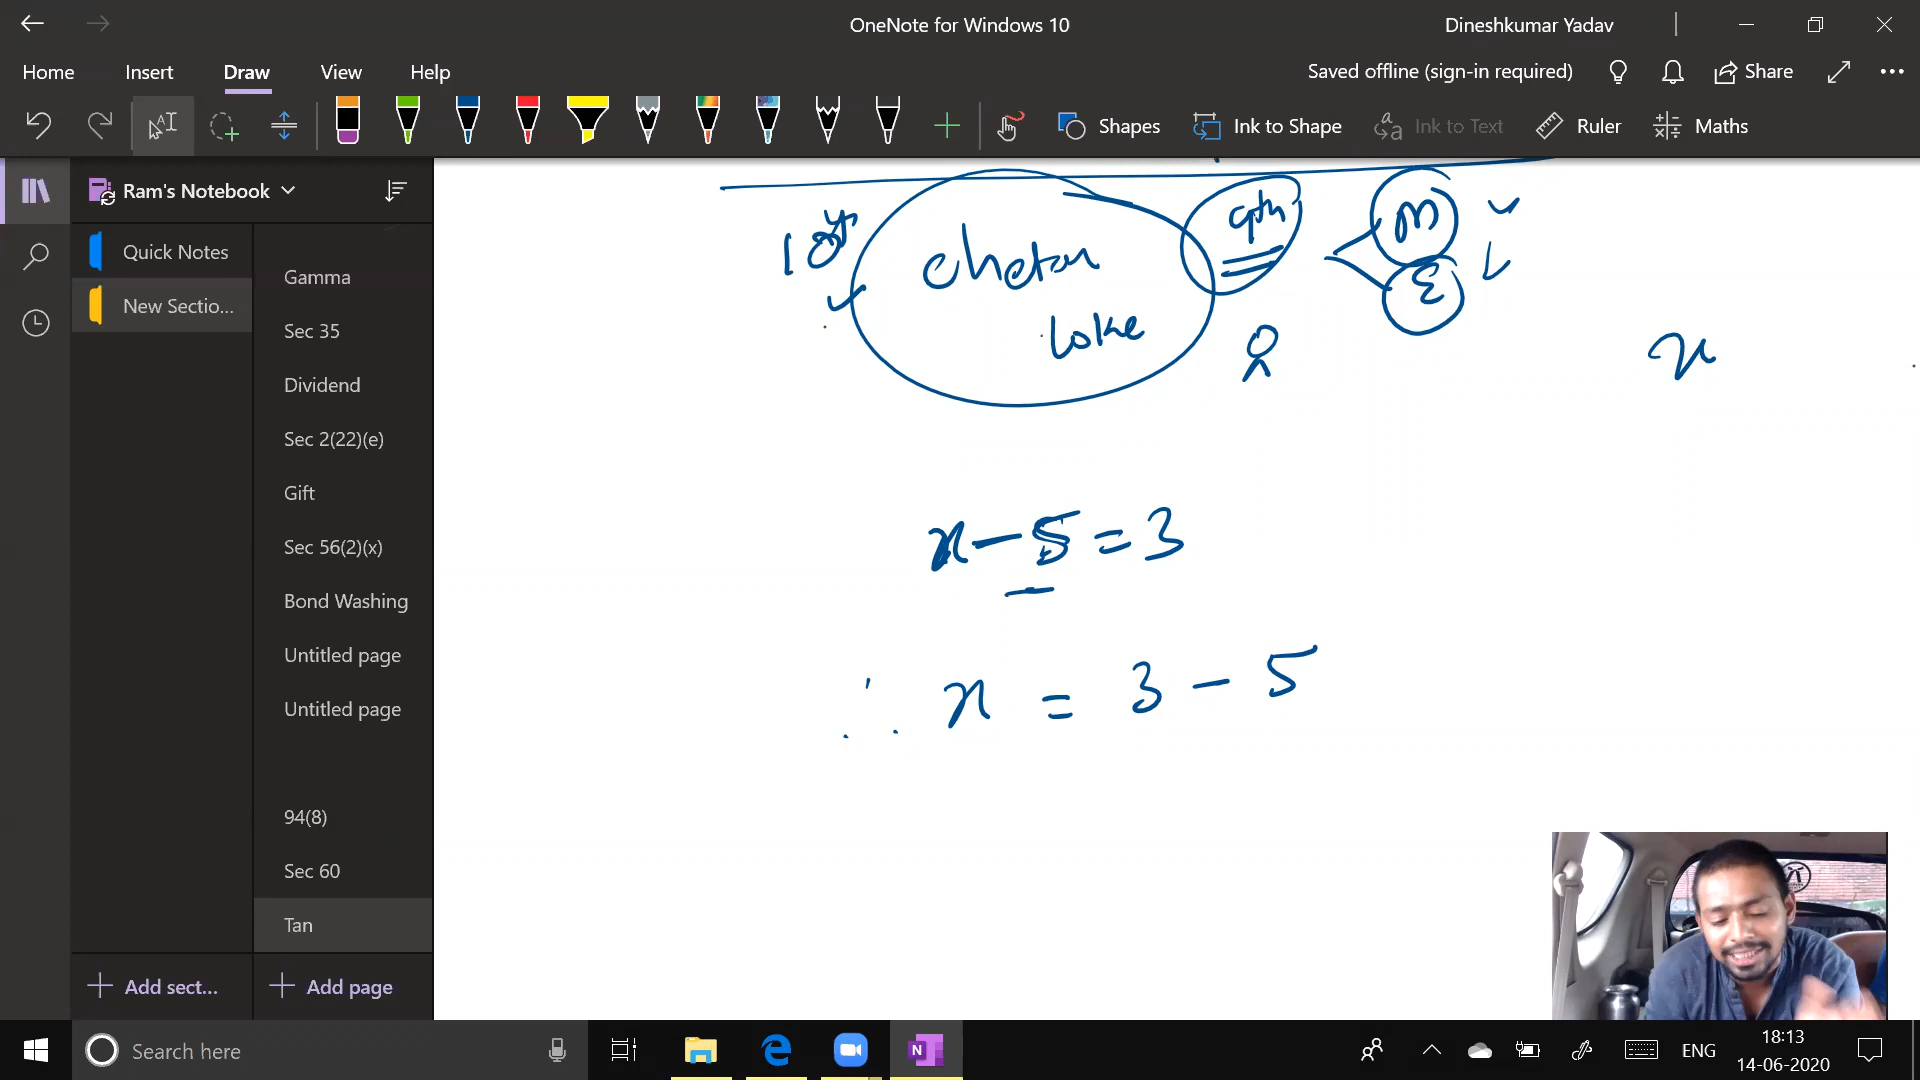 OneNote for Windows 10
Dineshkumar Yadav
Home Insert Draw View Help
Saved offline (sign-in required) Share
Shapes Ink to Shape Ink to Text Ruler Maths
Ram's Notebook
Quick Notes
New Sectio...
Gamma
Sec 35
Dividend
Sec 2(22)(e)
Gift
Sec 56(2)(x)
Bond Washing
Untitled page
Untitled page
94(8)
Sec 60
Tan
Add sect...
Add page
9th
M
E
chetan
loke
x
x - 5 = 3
∴ x = 3 - 5
Search here
ENG
18:13
14-06-2020